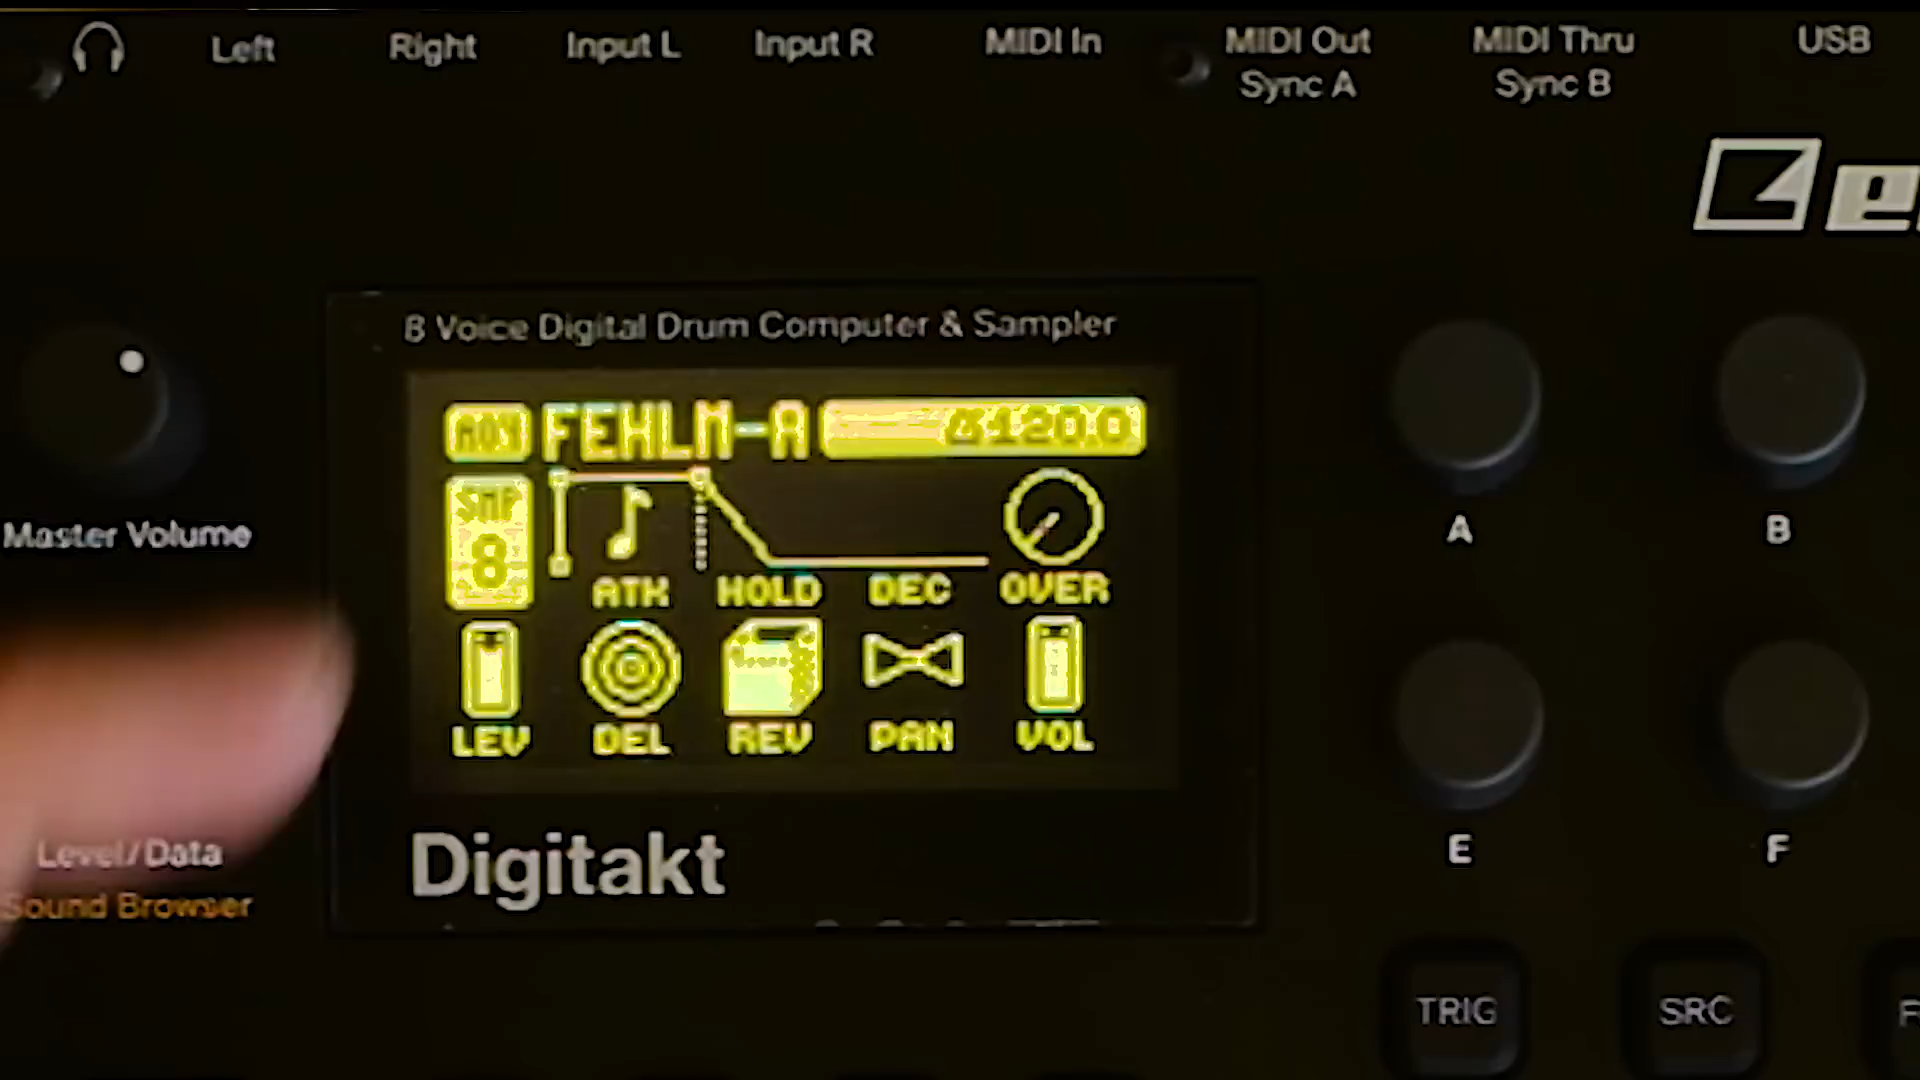 Left Right Input L Input R MIDI In MIDI Out MIDI Thru USB
Sync A Sync B
8 Voice Digital Drum Computer & Sampler
A04 FEHLM-A 120.0
SMP
8
ATK HOLD DEC OVER
LEV DEL REV PAN VOL
Master Volume
A B
Level/Data
Sound Browser
Digitakt
E F
TRIG SRC